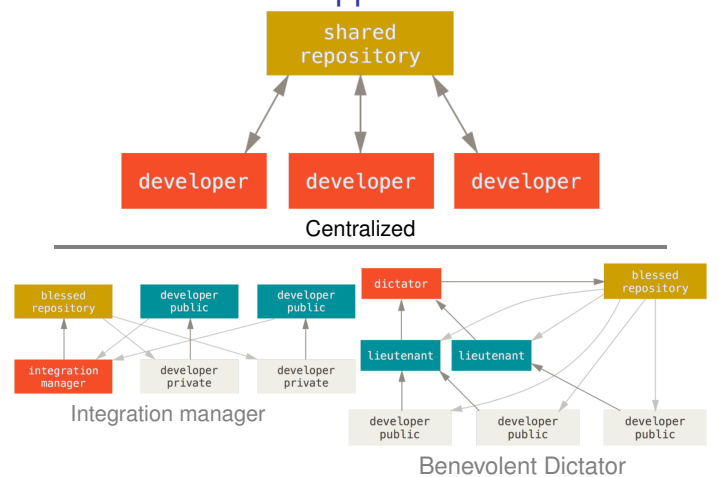 shared
repository
developer
developer
developer
Centralized
blessed
repository
developer
public
developer
public
integration
manager
developer
private
developer
private
Integration manager
dictator
blessed
repository
lieutenant
lieutenant
developer
public
developer
public
developer
public
Benevolent Dictator